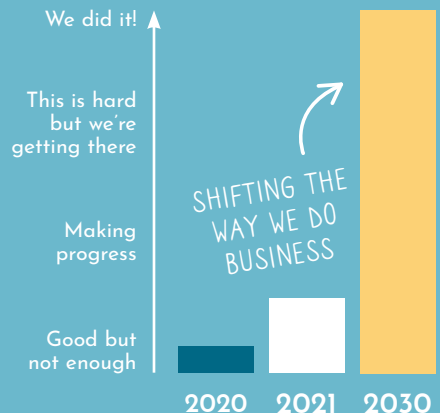 We did it!
This is hard
but we're
getting there
Making
progress
Good but
not enough
SHIFTING THE
WAY WE DO
BUSINESS
2020 2021 2030